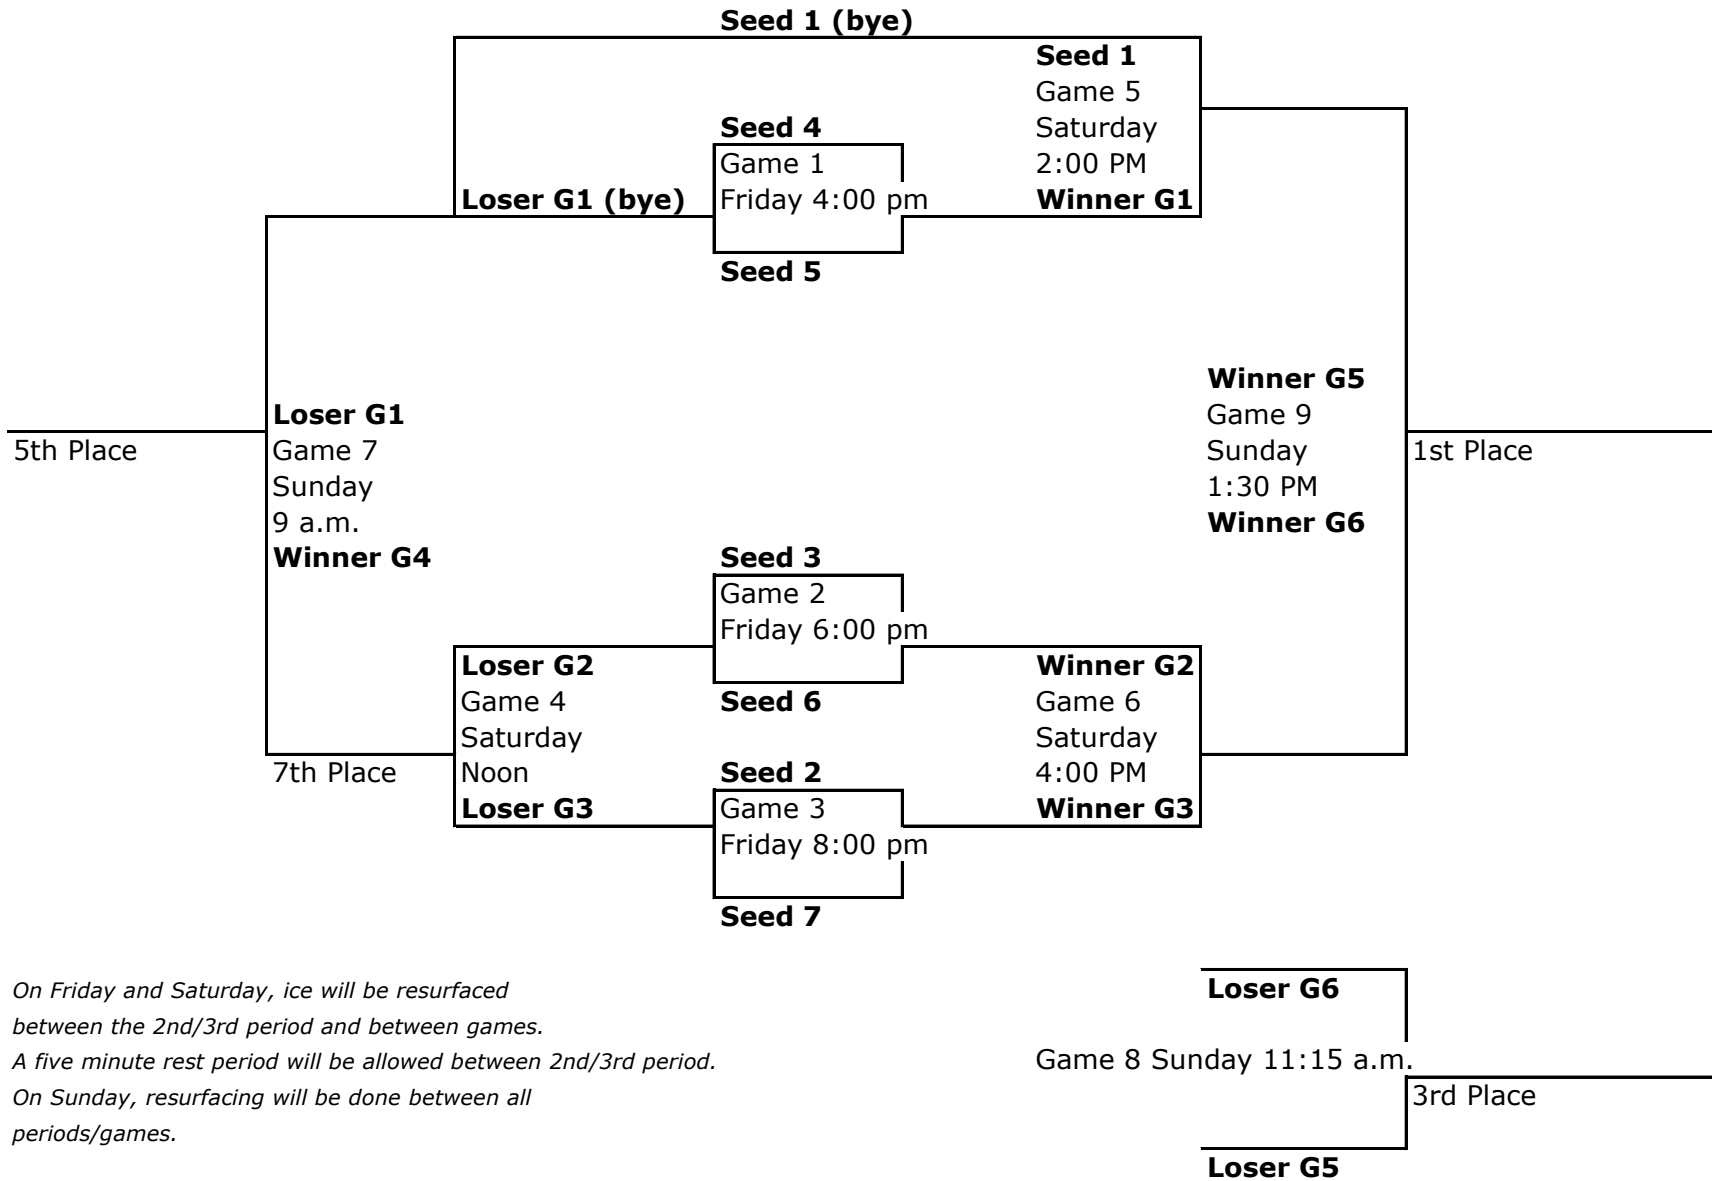 Seed 1 (bye)
Seed 1
Game 5
Seed 4
Saturday
Game 1
2:00 PM
Loser G1 (bye)
Friday 4:00 pm
Winner G1
Seed 5
Winner G5
Loser G1
Game 9
5th Place
Game 7
Sunday
1st Place
Sunday
1:30 PM
9 a.m.
Winner G6
Winner G4
Seed 3
Game 2
Friday 6:00 pm
Loser G2
Winner G2
Game 4
Seed 6
Game 6
Saturday
Saturday
7th Place
Noon
Seed 2
4:00 PM
Loser G3
Game 3
Winner G3
Friday 8:00 pm
Seed 7
On Friday and Saturday, ice will be resurfaced
between the 2nd/3rd period and between games.
A five minute rest period will be allowed between 2nd/3rd period.
On Sunday, resurfacing will be done between all
periods/games.
Loser G6
Game 8 Sunday 11:15 a.m.
3rd Place
Loser G5